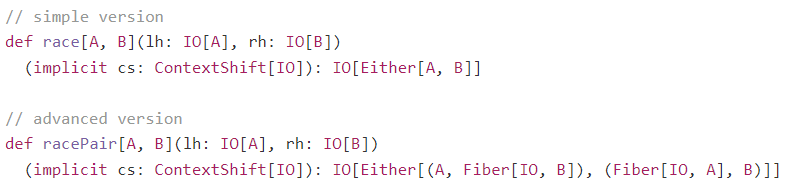 // simple version
def race[A, B](lh: IO[A], rh: IO[B])
  (implicit cs: ContextShift[IO]): IO[Either[A, B]]

// advanced version
def racePair[A, B](lh: IO[A], rh: IO[B])
  (implicit cs: ContextShift[IO]): IO[Either[(A, Fiber[IO, B]), (Fiber[IO, A], B)]]